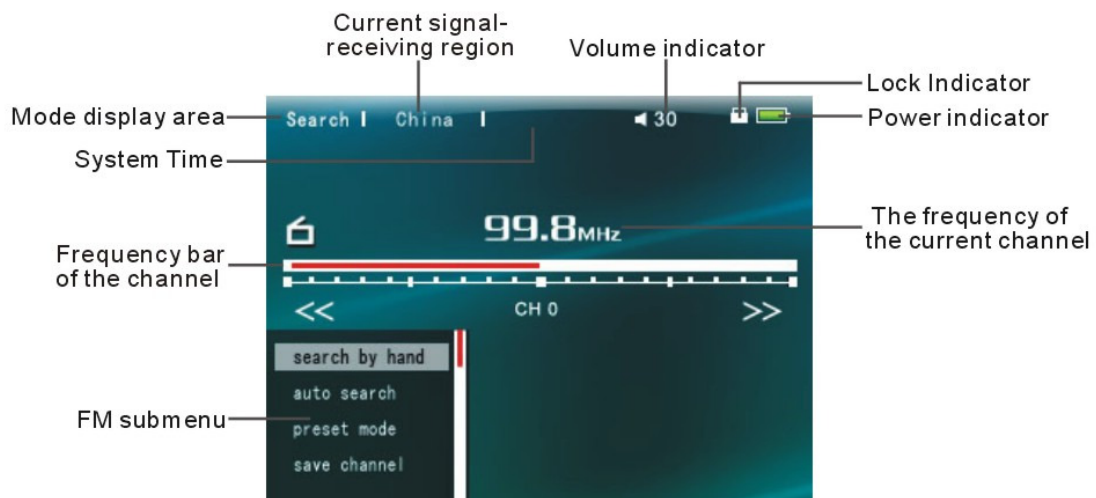 Current signal-
receiving region
Volume indicator
Lock Indicator
Mode display area
Search
China
30
Power indicator
System Time
99.8MHz
The frequency of
the current channel
Frequency bar
of the channel
<<
CH 0
>>
search by hand
auto search
preset mode
save channel
FM submenu